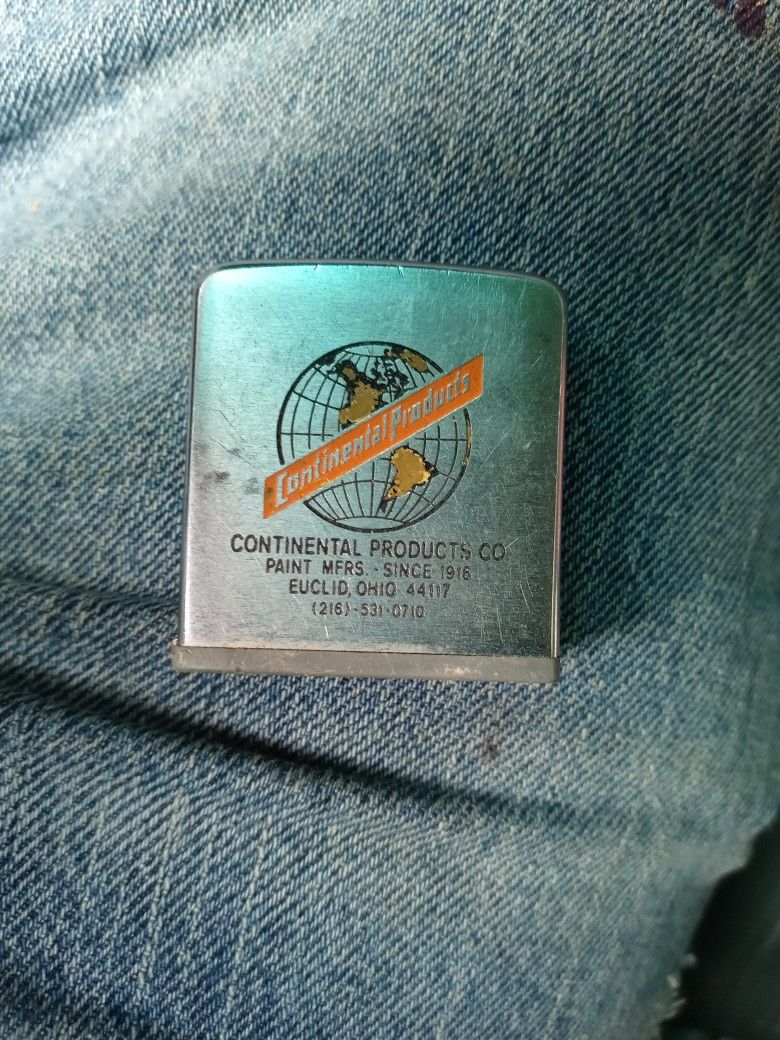 Continental Products
CONTINENTAL PRODUCTS CO
PAINT MFRS. - SINCE 1916
EUCLID, OHIO 44117
(216)-531-0710